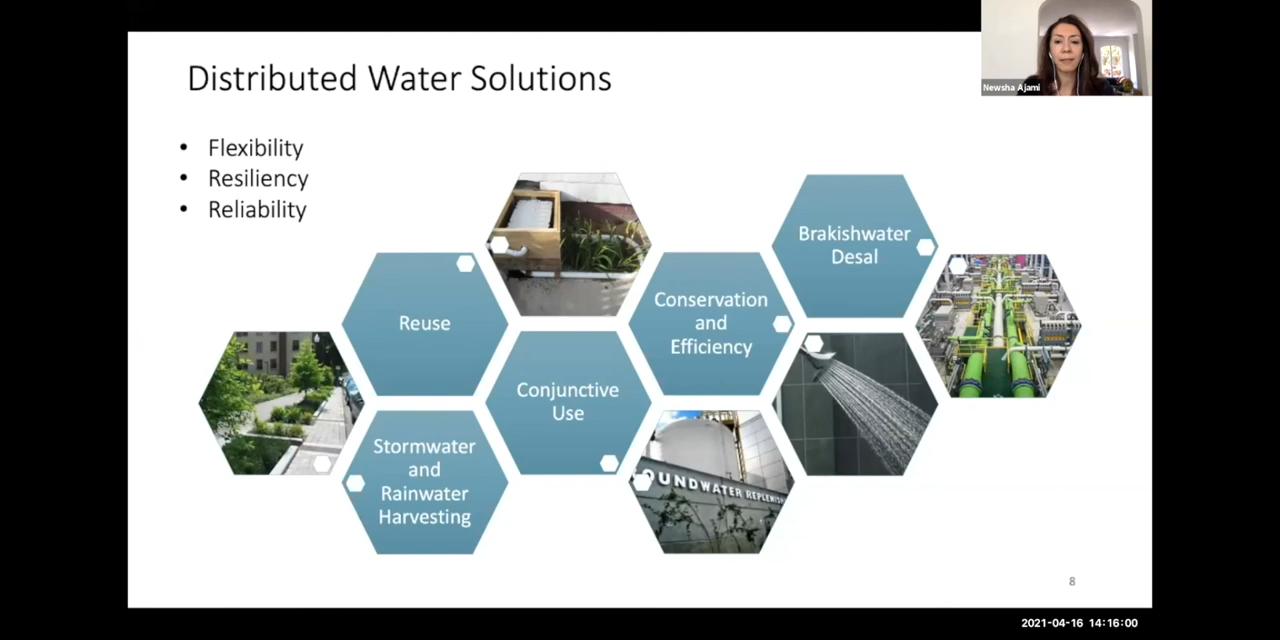 Distributed Water Solutions
Newsha Ajami
• Flexibility
• Resiliency
• Reliability
Brakishwater
Desal
Conservation
and
Efficiency
Reuse
Conjunctive
Use
Stormwater
and
Rainwater
Harvesting
OUNDWATER REPLENISH
8
2021-04-16 14:16:00